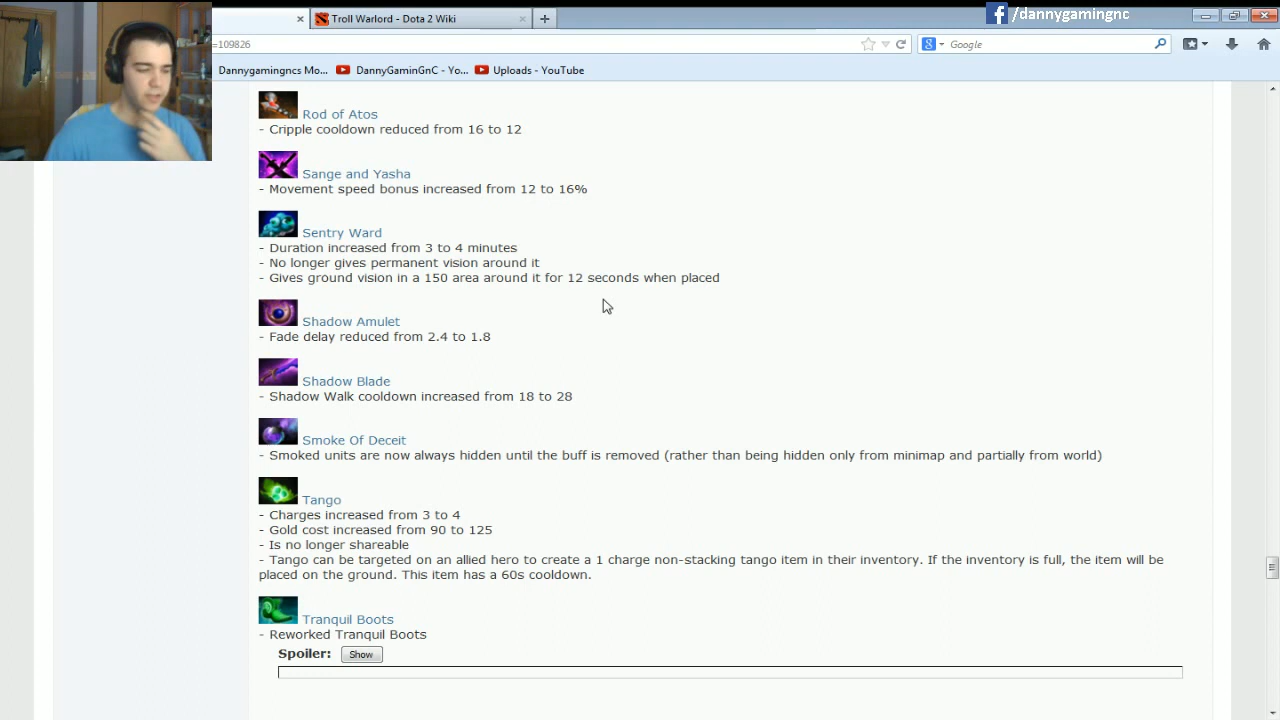 Troll Warlord - Dota 2 Wiki
/dannygamingnc
=109826
Google
Dannygamingncs Mo...
DannyGaminGnC - Yo...
Uploads - YouTube
Rod of Atos
- Cripple cooldown reduced from 16 to 12
Sange and Yasha
- Movement speed bonus increased from 12 to 16%
Sentry Ward
- Duration increased from 3 to 4 minutes
- No longer gives permanent vision around it
- Gives ground vision in a 150 area around it for 12 seconds when placed
Shadow Amulet
- Fade delay reduced from 2.4 to 1.8
Shadow Blade
- Shadow Walk cooldown increased from 18 to 28
Smoke Of Deceit
- Smoked units are now always hidden until the buff is removed (rather than being hidden only from minimap and partially from world)
Tango
- Charges increased from 3 to 4
- Gold cost increased from 90 to 125
- Is no longer shareable
- Tango can be targeted on an allied hero to create a 1 charge non-stacking tango item in their inventory. If the inventory is full, the item will be
placed on the ground. This item has a 60s cooldown.
Tranquil Boots
- Reworked Tranquil Boots
Spoiler: Show